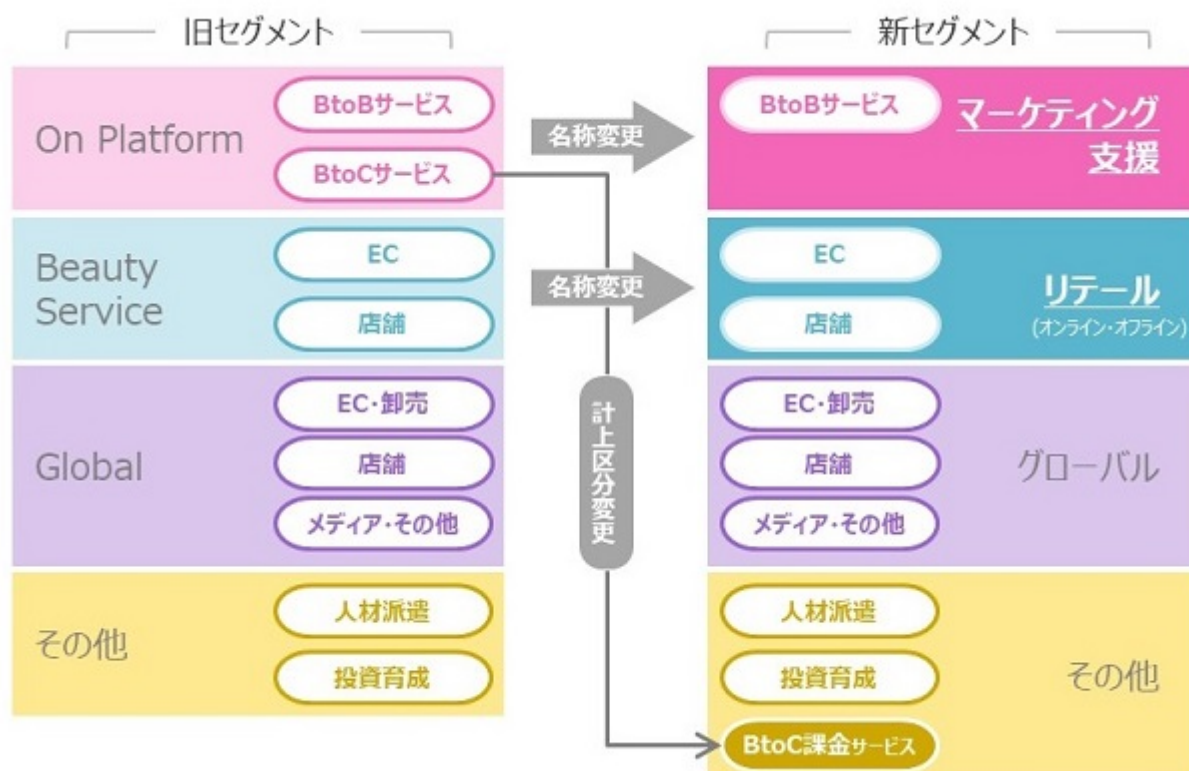 旧セグメント
On Platform
BtoBサービス
BtoCサービス
Beauty
Service
EC
店舗
Global
EC・卸売
店舗
メディア・その他
その他
人材派遣
投資育成
名称変更
名称変更
計上区分変更
新セグメント
BtoBサービス
マーケティング
支援
EC
店舗
リテール
(オンライン・オフライン)
EC・卸売
店舗
メディア・その他
グローバル
人材派遣
投資育成
BtoC課金サービス
その他